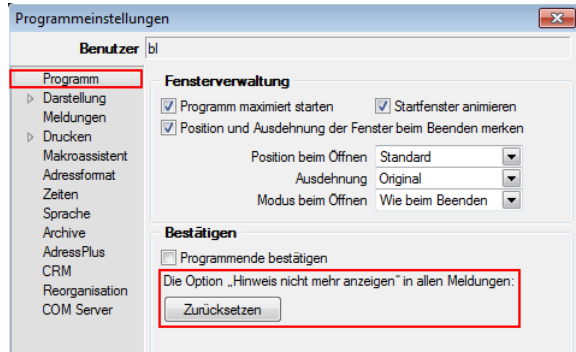 Programmeinstellungen
Benutzer bl
Programm
Darstellung
Meldungen
Drucken
Makroassistent
Adressformat
Zeiten
Sprache
Archive
AdressPlus
CRM
Reorganisation
COM Server
Fensterverwaltung
Programm maximiert starten Startfenster animieren
Position und Ausdehnung der Fenster beim Beenden merken
Position beim Öffnen Standard
Ausdehnung Original
Modus beim Öffnen Wie beim Beenden
Bestätigen
Programmende bestätigen
Die Option „Hinweis nicht mehr anzeigen" in allen Meldungen:
Zurücksetzen